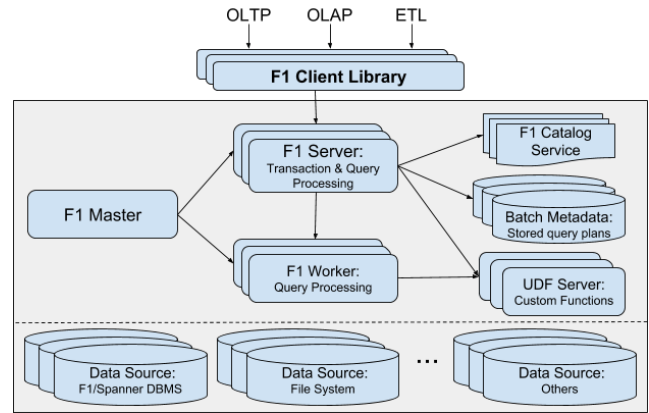 OLTP OLAP ETL
F1 Client Library
F1 Server:
Transaction & Query
Processing
F1 Catalog
Service
F1 Master
Batch Metadata:
Stored query plans
F1 Worker:
Query Processing
UDF Server:
Custom Functions
Data Source:
F1/Spanner DBMS
Data Source:
File System
...
Data Source:
Others